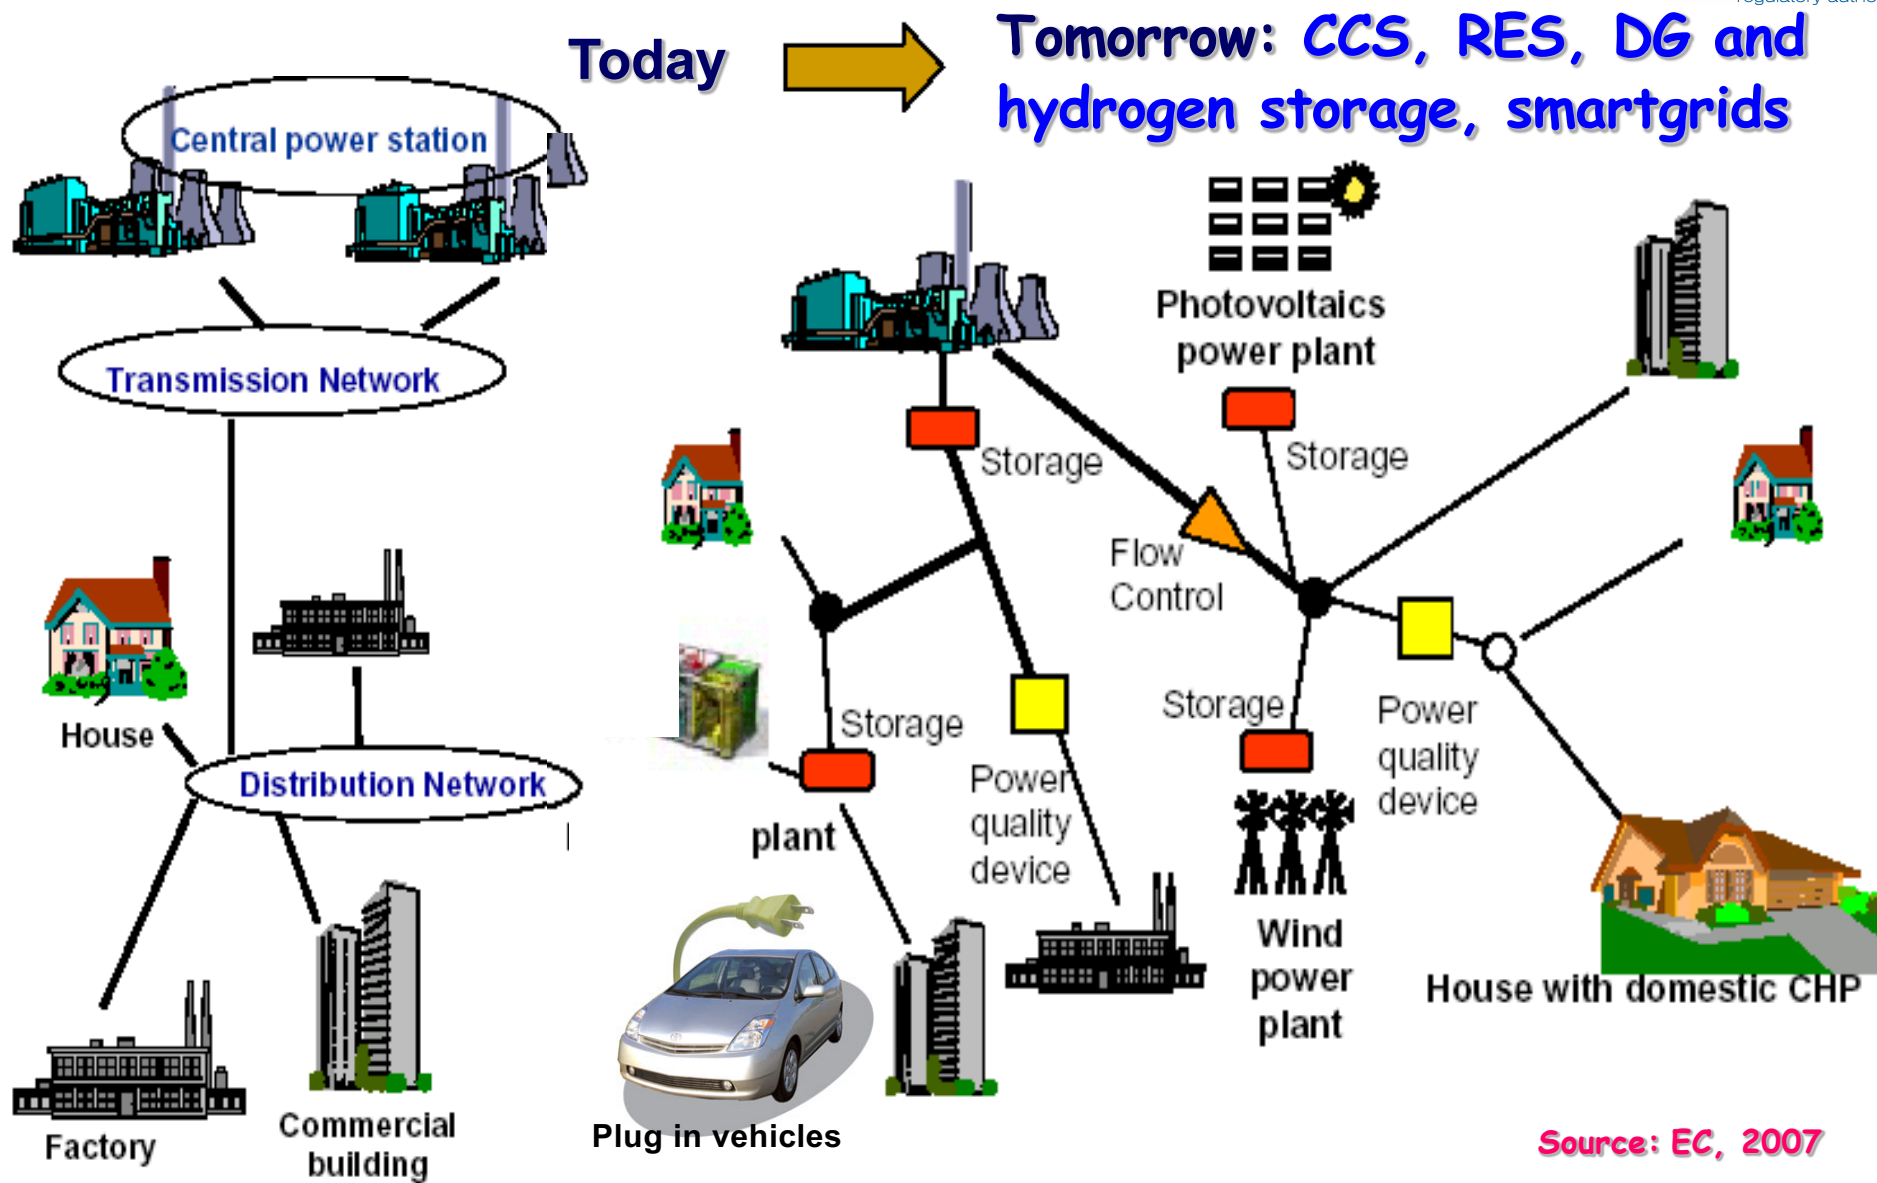 Today
Tomorrow: CCS, RES, DG and
hydrogen storage, smartgrids
Central power station
Transmission Network
House
Distribution Network
Factory
Commercial
building
Photovoltaics
power plant
Storage
Storage
Flow
Control
Storage
Storage
Power
quality
device
Power
quality
device
plant
Wind
power
plant
House with domestic CHP
Plug in vehicles
Source: EC, 2007